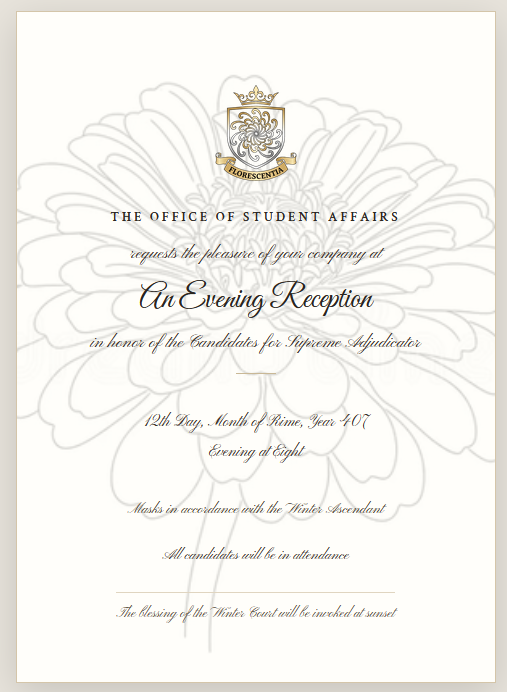 FLORESCENTIA
THE OFFICE OF STUDENT AFFAIRS
requests the pleasure of your company at
An Evening Reception
in honor of the Candidates for Supreme Adjudicator
12th Day, Month of Rime, Year 407
Evening at Eight
Masks in accordance with the Winter Ascendant
All candidates will be in attendance
The blessing of the Winter Court will be invoked at sunset